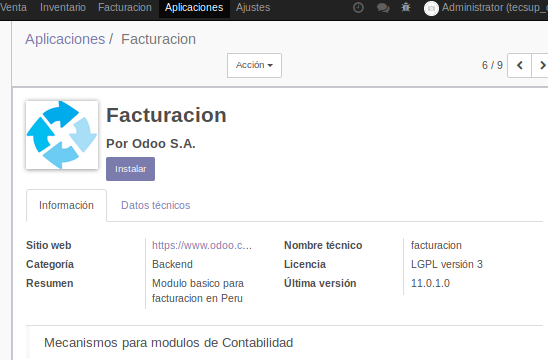 Venta Inventario Facturacion Aplicaciones Ajustes Administrador (tecsup_
Aplicaciones / Facturacion
Acción 6 / 9
Facturacion
Por Odoo S.A.
Instalar
Información Datos técnicos
Sitio web https://www.odoo.c... Nombre técnico facturacion
Categoría Backend Licencia LGPL versión 3
Resumen Modulo basico para Última versión 11.0.1.0
facturacion en Peru
Mecanismos para modulos de Contabilidad